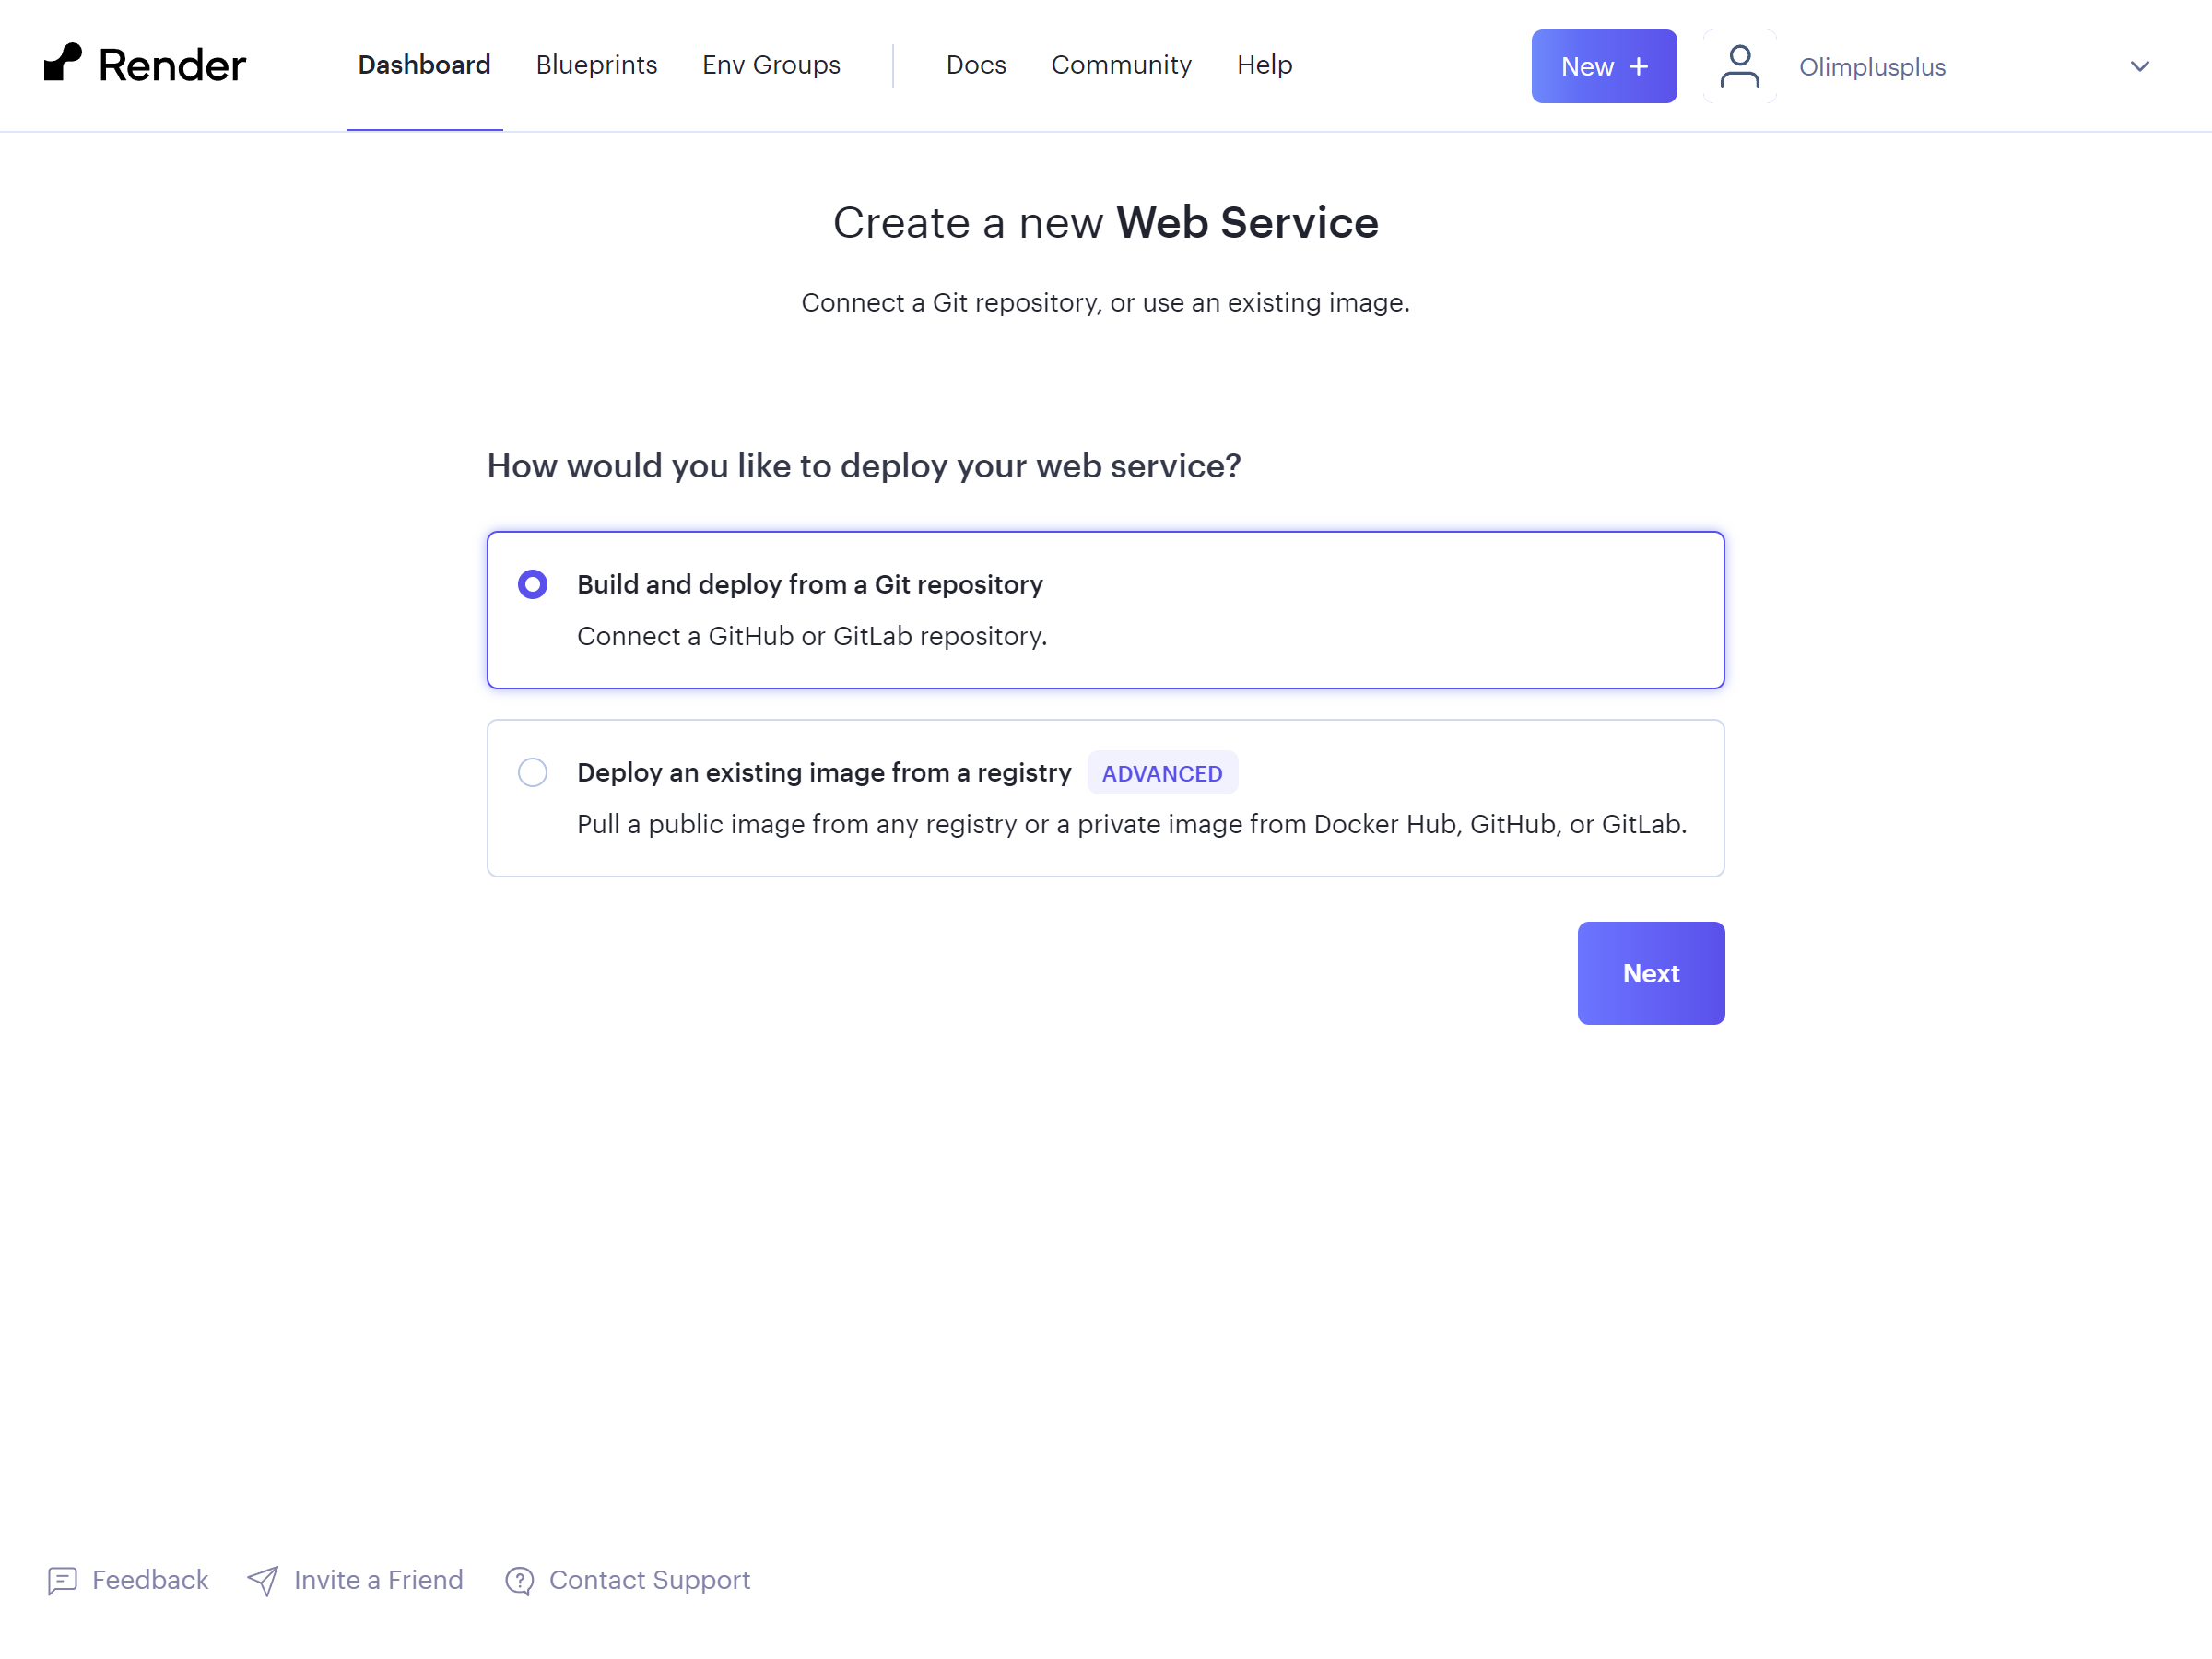 Render
Dashboard
Blueprints
Env Groups
Docs
Community
Help
New +
Olimplusplus
Create a new Web Service
Connect a Git repository, or use an existing image.
How would you like to deploy your web service?
Build and deploy from a Git repository
Connect a GitHub or GitLab repository.
Deploy an existing image from a registry ADVANCED
Pull a public image from any registry or a private image from Docker Hub, GitHub, or GitLab.
Next
Feedback
Invite a Friend
Contact Support